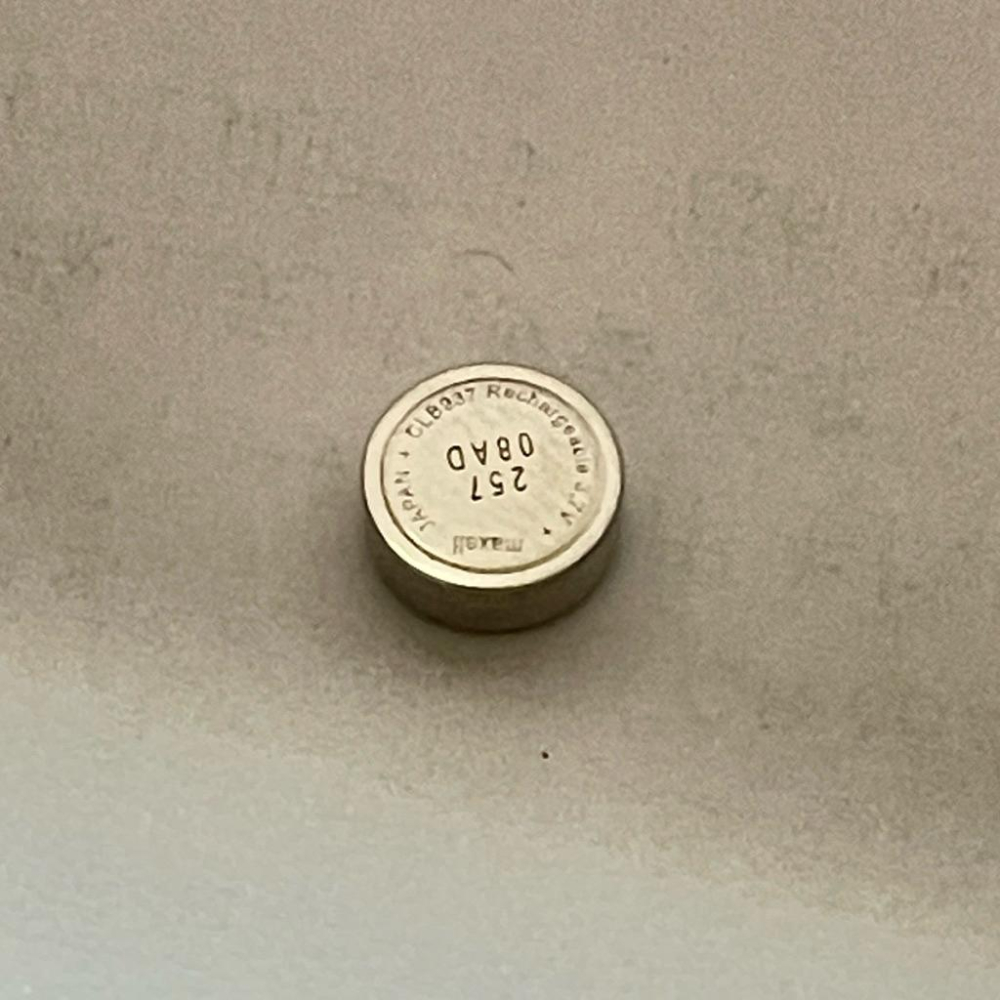 CLB937 Rechargeable 3.7V +
maxell
JAPAN +
257
08AD